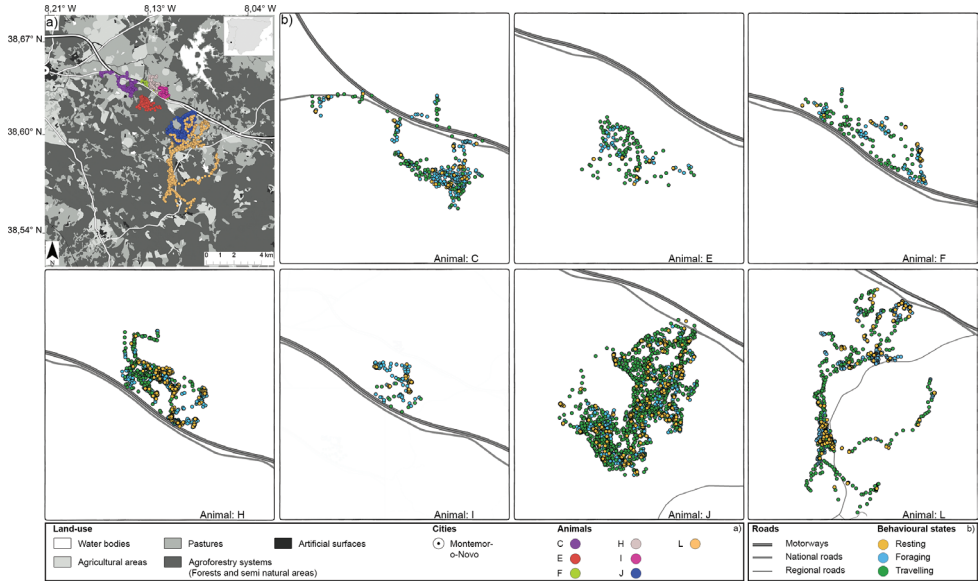 8,21° W
8,13° W
8,04° W
a)
b)
38,67° N
38,60° N
38,54° N
N
0 2 4 km
Animal: C
Animal: E
Animal: F
Animal: H
Animal: I
Animal: J
Animal: L
Land-use
Water bodies
Pastures
Artificial surfaces
Agricultural areas
Agroforestry systems
(Forests and semi natural areas)
Cities
Montemor-
o-Novo
Animals
a)
C
H
L
E
I
F
J
Roads
Behavioural states
b)
Motorways
Resting
National roads
Foraging
Regional roads
Travelling